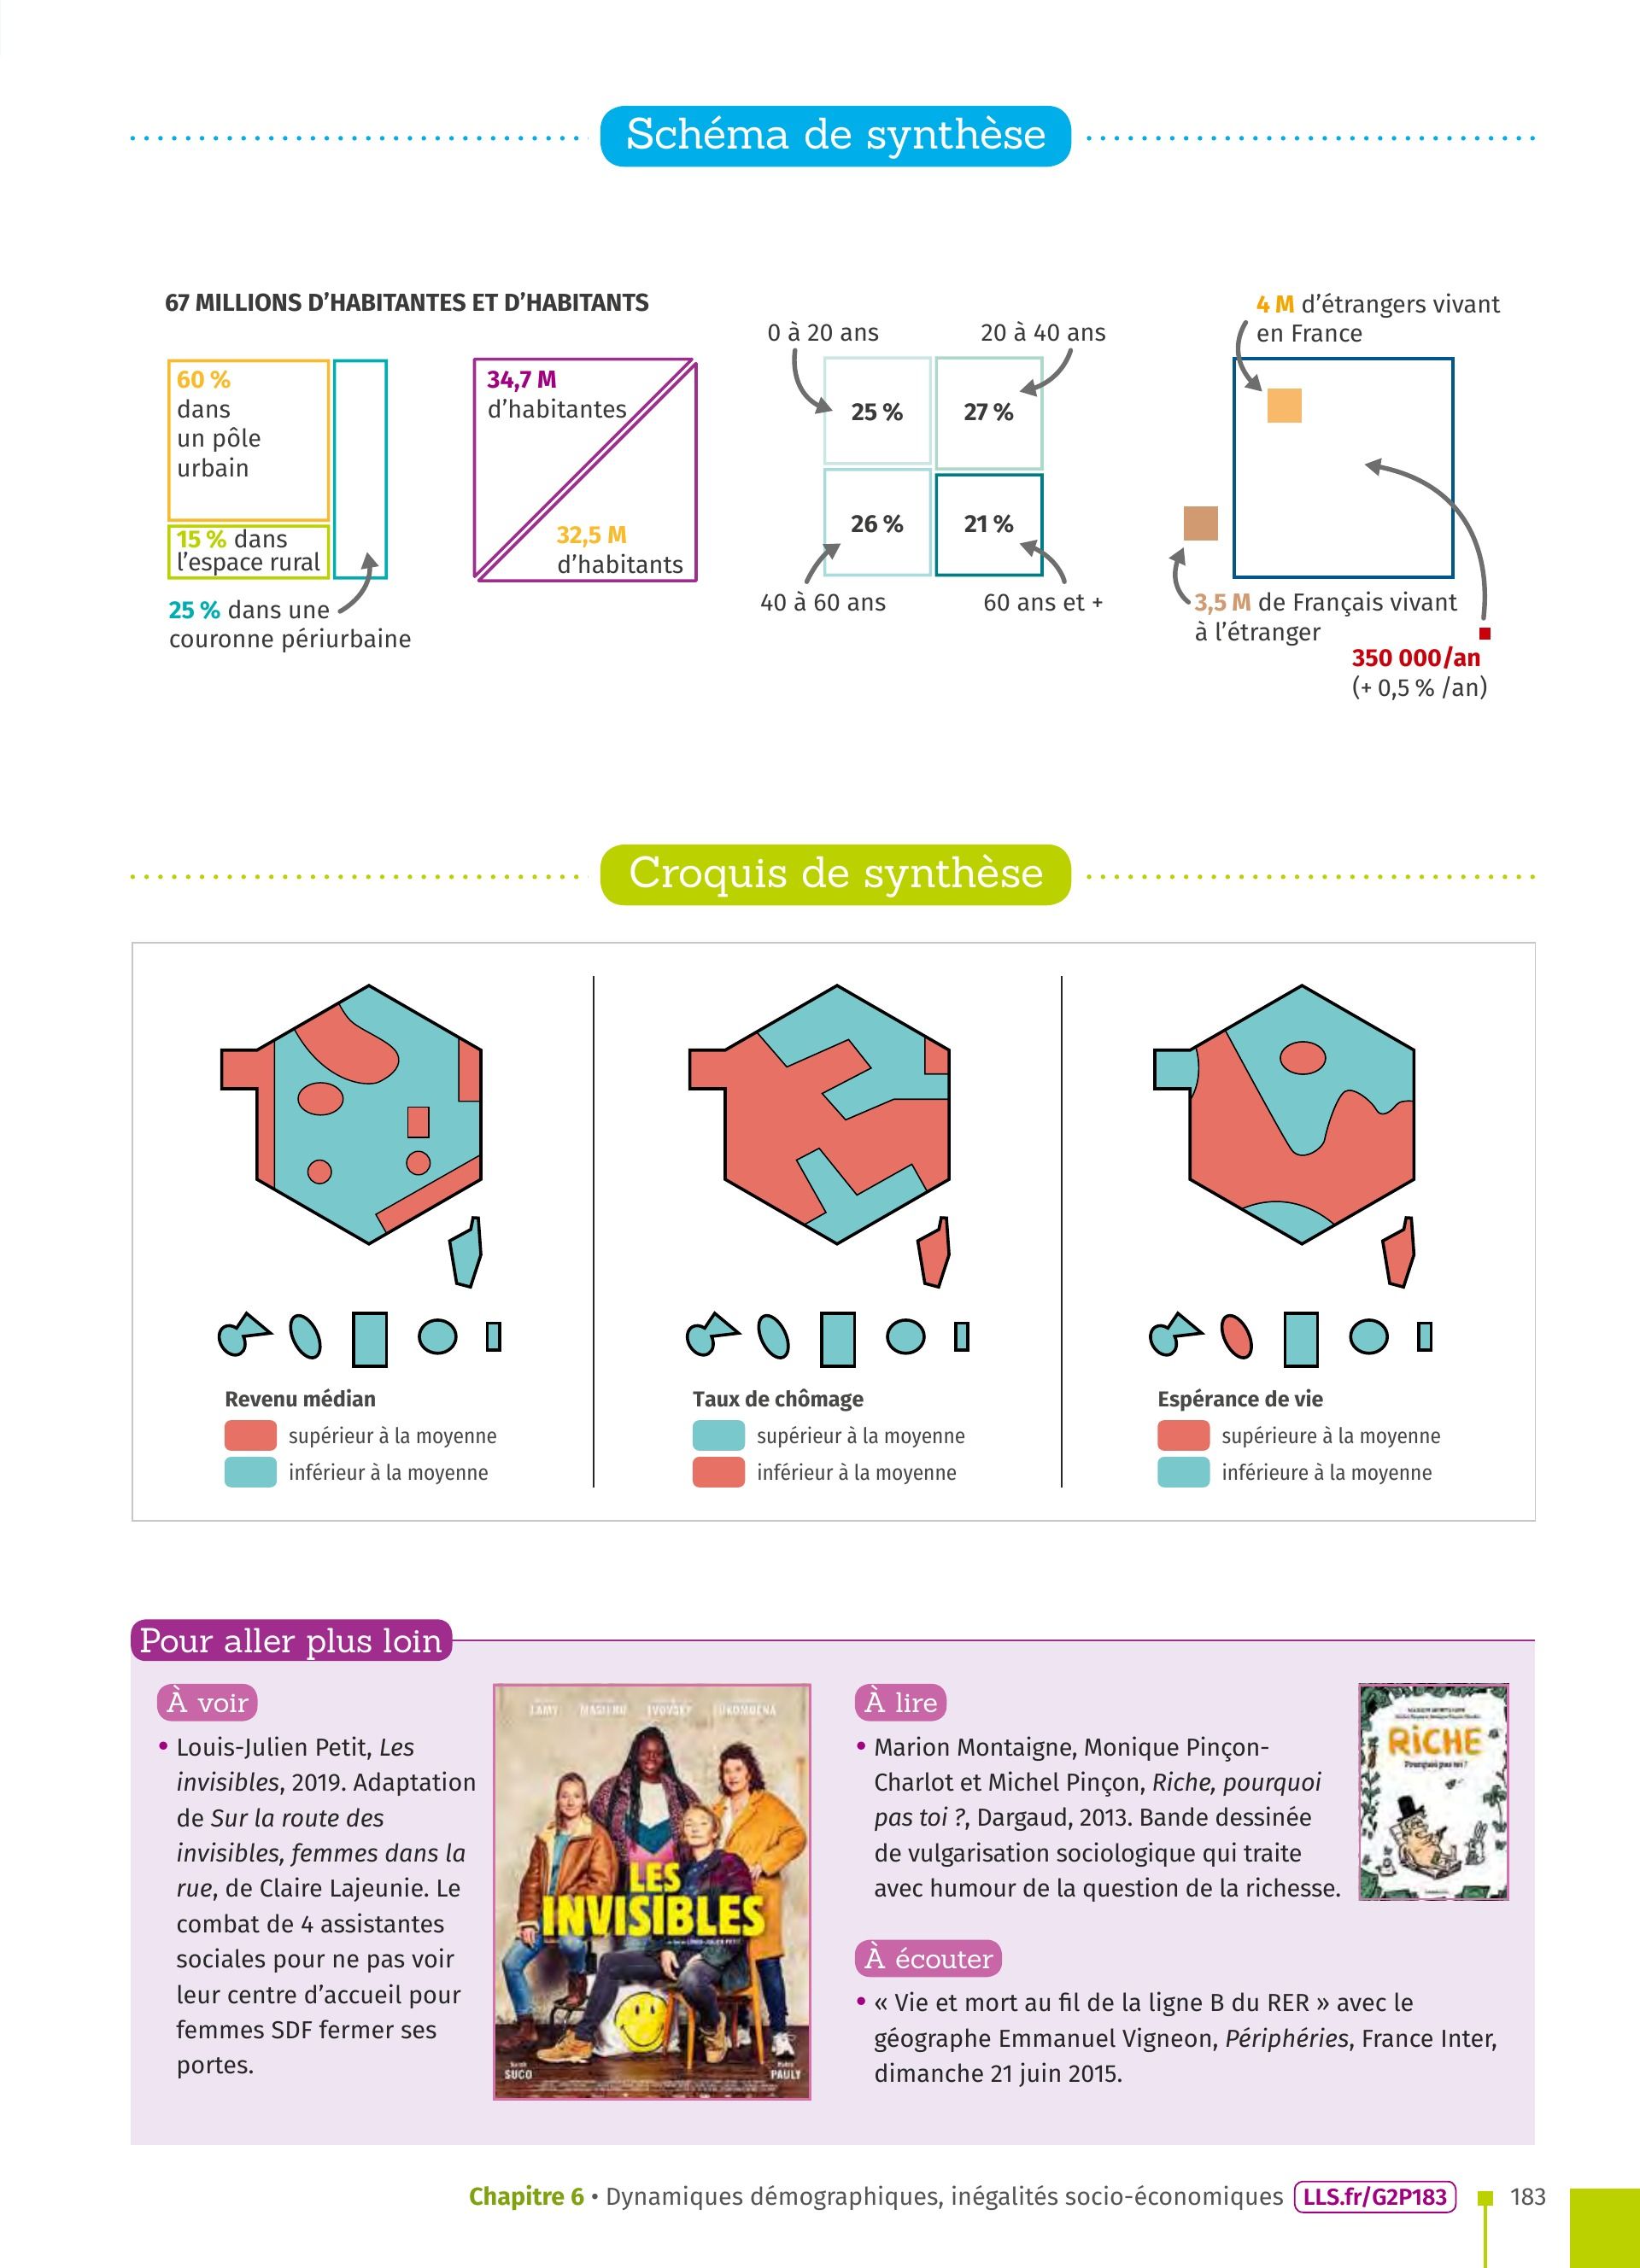 Schéma de synthèse
67 MILLIONS D’HABITANTES ET D’HABITANTS
60 %
dans
un pôle
urbain
15 % dans
l’espace rural
25 % dans une
couronne périurbaine
34,7 M
d’habitantes
32,5 M
d’habitants
0 à 20 ans
20 à 40 ans
25 %
27 %
26 %
21 %
40 à 60 ans
60 ans et +
4 M d’étrangers vivant
en France
3,5 M de Français vivant
à l’étranger
350 000/an
(+ 0,5 % /an)
Croquis de synthèse
Revenu médian
supérieur à la moyenne
inférieur à la moyenne
Taux de chômage
supérieur à la moyenne
inférieur à la moyenne
Espérance de vie
supérieure à la moyenne
inférieure à la moyenne
Pour aller plus loin
À voir
• Louis-Julien Petit, Les
invisibles, 2019. Adaptation
de Sur la route des
invisibles, femmes dans la
rue, de Claire Lajeunie. Le
combat de 4 assistantes
sociales pour ne pas voir
leur centre d’accueil pour
femmes SDF fermer ses
portes.
LAMY MASIERO LVOVSKY LUKUMUENA
LES
INVISIBLES
SUCO
PAULY
À lire
• Marion Montaigne, Monique Pinçon-
Charlot et Michel Pinçon, Riche, pourquoi
pas toi ?, Dargaud, 2013. Bande dessinée
de vulgarisation sociologique qui traite
avec humour de la question de la richesse.
RiCHE
Pourquoi pas toi ?
À écouter
• « Vie et mort au fil de la ligne B du RER » avec le
géographe Emmanuel Vigneon, Périphéries, France Inter,
dimanche 21 juin 2015.
Chapitre 6 • Dynamiques démographiques, inégalités socio-économiques LLS.fr/G2P183 183